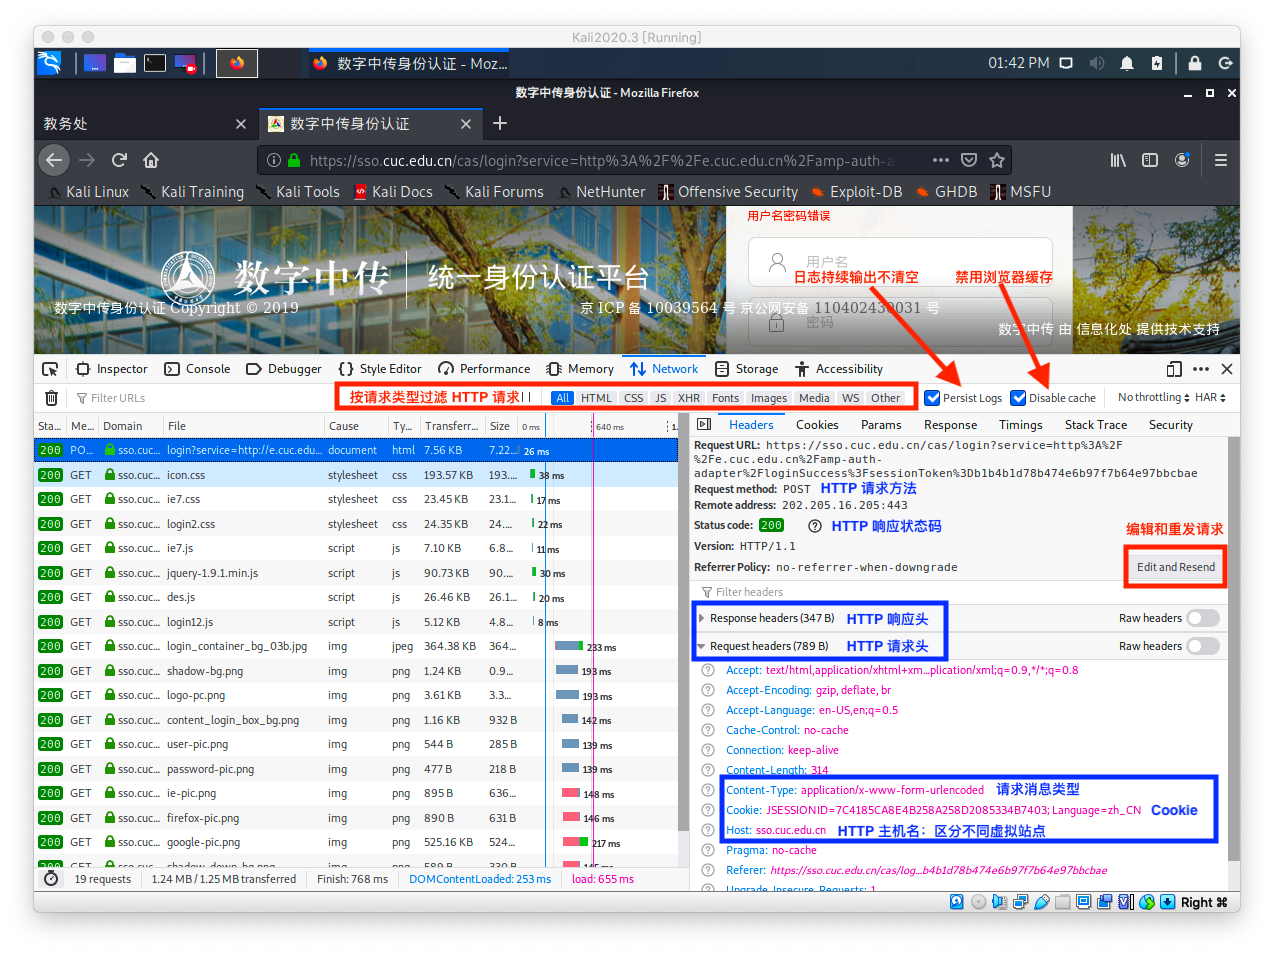 Kali2020.3 [Running]
数字中传身份认证 - Moz...
01:42 PM
数字中传身份认证 - Mozilla Firefox
教务处
数字中传身份认证
https://sso.cuc.edu.cn/cas/login?service=http%3A%2F%2Fe.cuc.edu.cn%2Famp-auth-a
Kali Linux Kali Training Kali Tools Kali Docs Kali Forums NetHunter Offensive Security Exploit-DB GHDB MSFU
用户名密码错误
数字中传 统一身份认证平台
用户名
日志持续输出不清空 禁用浏览器缓存
数字中传身份认证 Copyright © 2019
京 ICP 备 10039564 号 京公网安备 110402430031 号
密码
数字中传 由 信息化处 提供技术支持
Inspector Console Debugger Style Editor Performance Memory Network Storage Accessibility
Filter URLs
按请求类型过滤 HTTP 请求
All HTML CSS JS XHR Fonts Images Media WS Other
Persist Logs Disable cache No throttling HAR
Sta... Me... Domain File Cause Ty... Transferr... Size 0 ms 640 ms 1.
200 PO... sso.cuc... login?service=http://e.cuc.edu... document html 7.56 KB 7.22... 26 ms
200 GET sso.cuc... icon.css stylesheet css 193.57 KB 193.... 38 ms
200 GET sso.cuc... ie7.css stylesheet css 23.45 KB 23.1... 17 ms
200 GET sso.cuc... login2.css stylesheet css 24.35 KB 24.... 22 ms
200 GET sso.cuc... ie7.js script js 7.10 KB 6.8... 11 ms
200 GET sso.cuc... jquery-1.9.1.min.js script js 90.73 KB 90.... 30 ms
200 GET sso.cuc... des.js script js 26.46 KB 26.1... 20 ms
200 GET sso.cuc... login12.js script js 5.12 KB 4.8... 8 ms
200 GET sso.cuc... login_container_bg_03b.jpg img jpeg 364.38 KB 364.... 233 ms
200 GET sso.cuc... shadow-bg.png img png 1.24 KB 0.9... 193 ms
200 GET sso.cuc... logo-pc.png img png 3.61 KB 3.3... 193 ms
200 GET sso.cuc... content_login_box_bg.png img png 1.16 KB 932 B 142 ms
200 GET sso.cuc... user-pic.png img png 544 B 285 B 139 ms
200 GET sso.cuc... password-pic.png img png 477 B 218 B 139 ms
200 GET sso.cuc... ie-pic.png img png 895 B 636... 148 ms
200 GET sso.cuc... firefox-pic.png img png 890 B 631 B 146 ms
200 GET sso.cuc... google-pic.png img png 525.16 KB 524... 217 ms
200 GET sso.cuc... shadow_down_bg.png img png 589 B 330 B 145 ms
19 requests 1.24 MB / 1.25 MB transferred Finish: 768 ms DOMContentLoaded: 253 ms load: 655 ms
Headers Cookies Params Response Timings Stack Trace Security
Request URL: https://sso.cuc.edu.cn/cas/login?service=http%3A%2F
%2Fe.cuc.edu.cn%2Famp-auth-
adapter%2FloginSuccess%3FsessionToken%3Db1b4b1d78b474e6b97f7b64e97bbcbae
Request method: POST HTTP 请求方法
Remote address: 202.205.16.205:443
Status code: 200 HTTP 响应状态码
编辑和重发请求
Version: HTTP/1.1
Referrer Policy: no-referrer-when-downgrade
Edit and Resend
Filter headers
Response headers (347 B) HTTP 响应头 Raw headers
Request headers (789 B) HTTP 请求头 Raw headers
Accept: text/html,application/xhtml+xm...plication/xml;q=0.9,*/*;q=0.8
Accept-Encoding: gzip, deflate, br
Accept-Language: en-US,en;q=0.5
Cache-Control: no-cache
Connection: keep-alive
Content-Length: 314
Content-Type: application/x-www-form-urlencoded 请求消息类型
Cookie: JSESSIONID=7C4185CA8E4B258A258D2085334B7403; Language=zh_CN Cookie
Host: sso.cuc.edu.cn HTTP 主机名：区分不同虚拟站点
Pragma: no-cache
Referer: https://sso.cuc.edu.cn/cas/log...b4b1d78b474e6b97f7b64e97bbcbae
Upgrade-Insecure-Requests: 1
Right ⌘